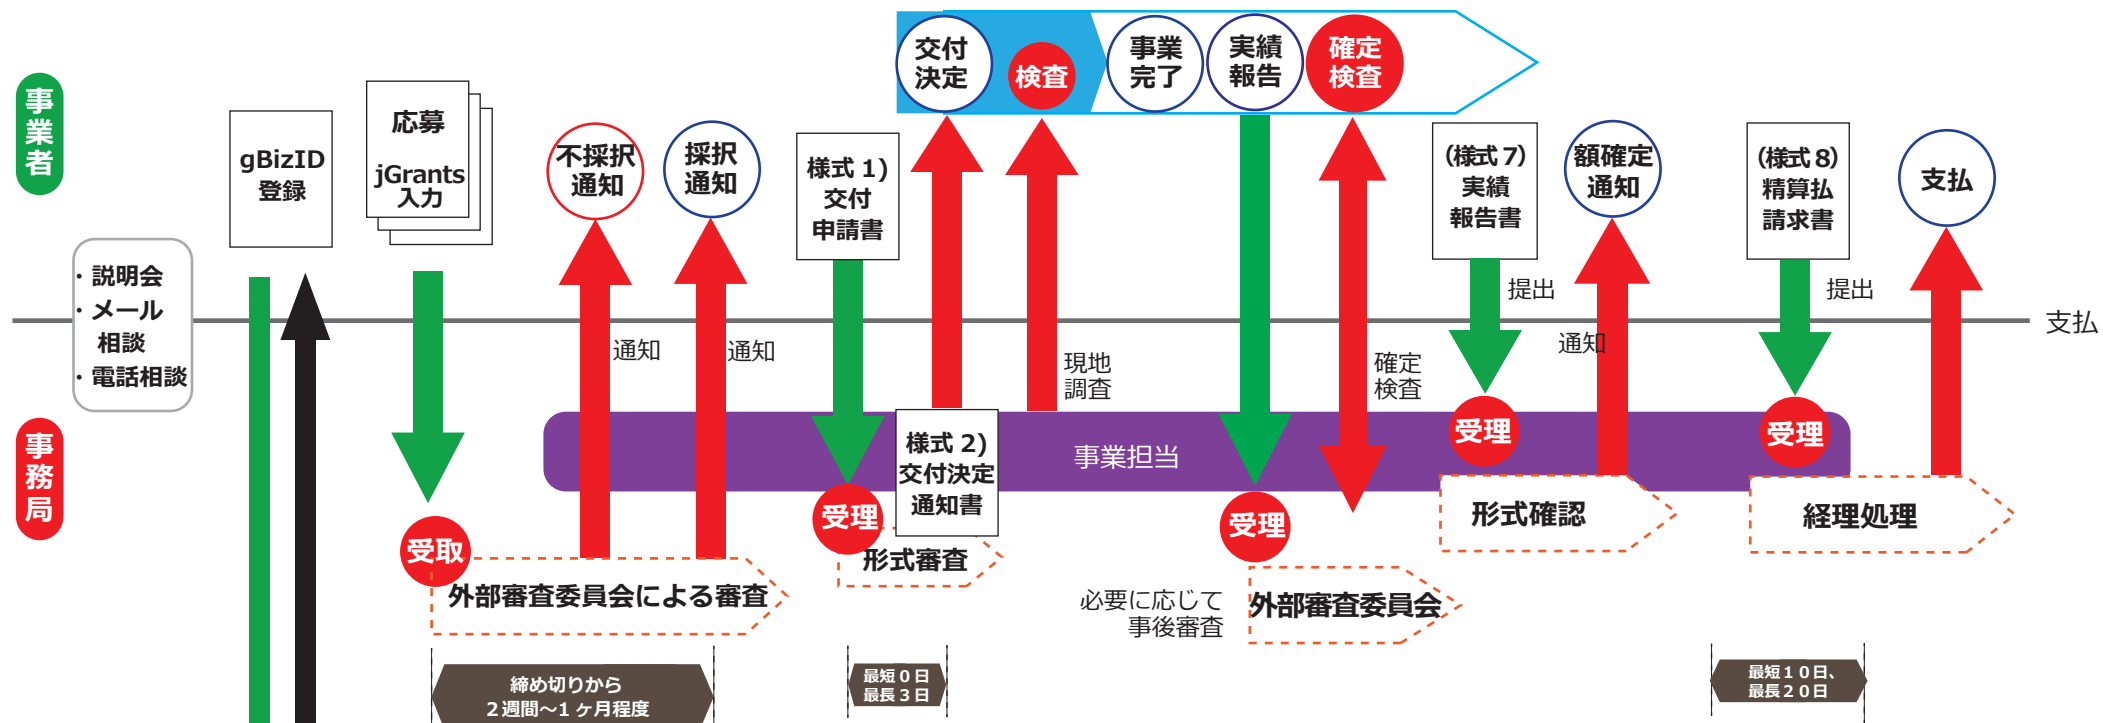 事業者
gBizID
登録
応募
jGrants
入力
不採択
通知
採択
通知
様式 1)
交付
申請書
交付
決定
検査
事業
完了
実績
報告
確定
検査
(様式 7)
実績
報告書
額確定
通知
(様式 8)
精算払
請求書
支払
・説明会
・メール
相談
・電話相談
支払
通知
通知
現地
調査
確定
検査
提出
通知
提出
事務局
事業担当
受取
外部審査委員会による審査
受理
様式 2)
交付決定
通知書
形式審査
受理
必要に応じて
事後審査
外部審査委員会
受理
形式確認
受理
経理処理
締め切りから
2週間～1ヶ月程度
最短0日
最長3日
最短10日、
最長20日